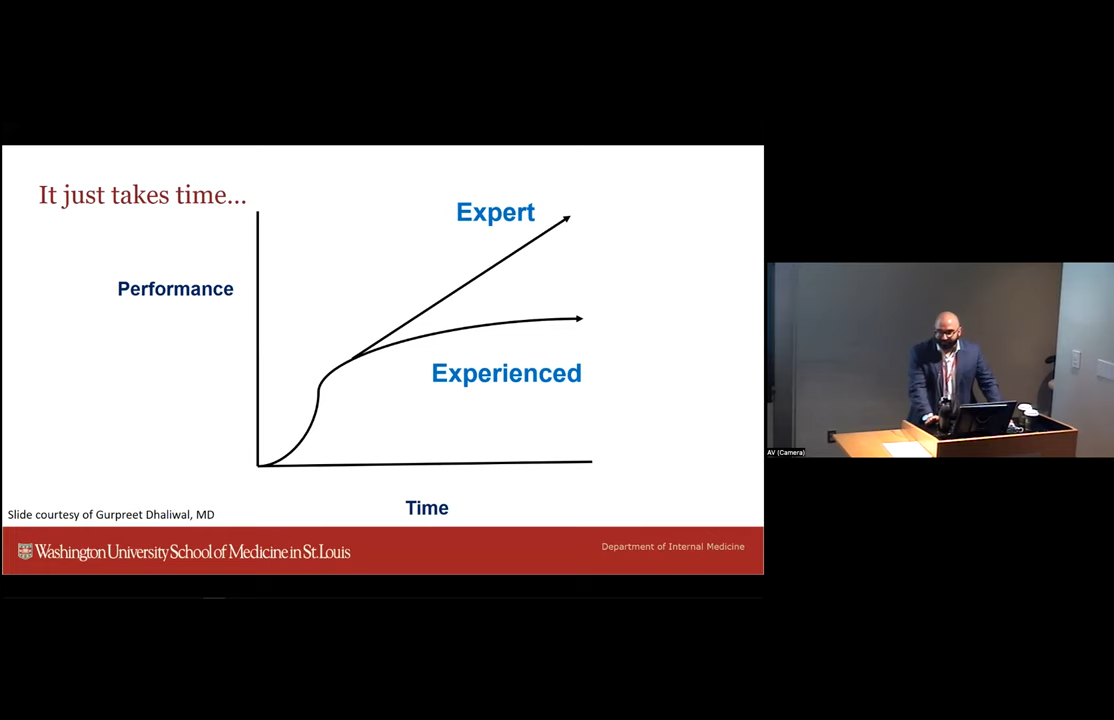 It just takes time...
Expert
Performance
Experienced
Time
Slide courtesy of Gurpreet Dhaliwal, MD
Washington University School of Medicine in St. Louis
Department of Internal Medicine
AV (Camera)